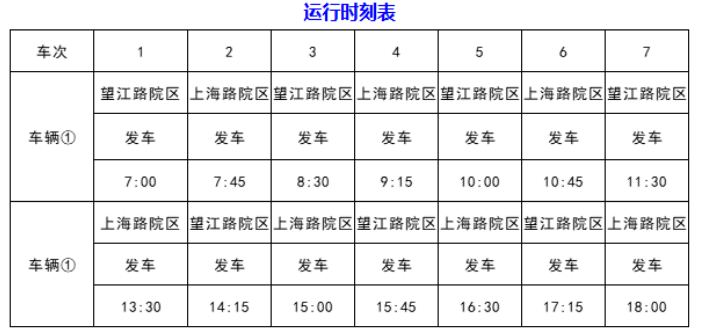 运行时刻表
车次 1 2 3 4 5 6 7
望江路院区 上海路院区 望江路院区 上海路院区 望江路院区 上海路院区 望江路院区
车辆① 发车 发车 发车 发车 发车 发车 发车
7:00 7:45 8:30 9:15 10:00 10:45 11:30
上海路院区 望江路院区 上海路院区 望江路院区 上海路院区 望江路院区 上海路院区
车辆① 发车 发车 发车 发车 发车 发车 发车
13:30 14:15 15:00 15:45 16:30 17:15 18:00